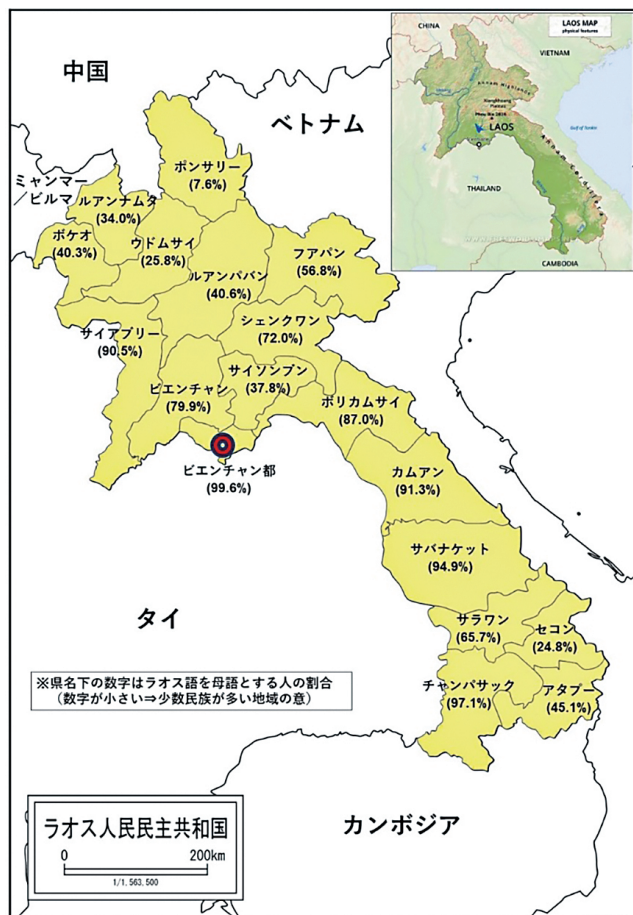 中国
ベトナム
ミャンマー
／ビルマ
ポンサリー
(7.6%)
ルアンナムタ
(34.0%)
ボケオ
(40.3%)
ウドムサイ
(25.8%)
ルアンパバン
(40.6%)
フアパン
(56.8%)
サイアブリー
(90.5%)
シェンクワン
(72.0%)
ビエンチャン
(79.9%)
サイソンブン
(37.8%)
ボリカムサイ
(87.0%)
ビエンチャン都
(99.6%)
カムアン
(91.3%)
サバナケット
(94.9%)
タイ
サラワン
(65.7%)
セコン
(24.8%)
チャンパサック
(97.1%)
アタプー
(45.1%)
※県名下の数字はラオス語を母語とする人の割合
（数字が小さい⇒少数民族が多い地域の意）
カンボジア
ラオス人民民主共和国
0 200km
1/1,563,500
LAOS MAP
physical features
CHINA
VIETNAM
Annam Highlands
Xiangkhoang
Plateau
LAOS
Gulf of Tonkin
THAILAND
Annam Cordillera
CAMBODIA